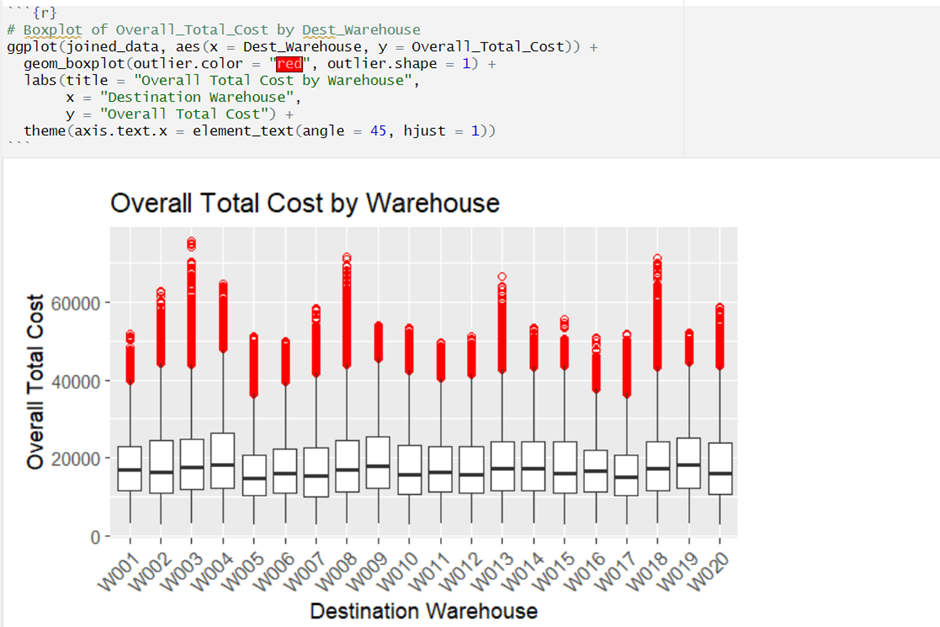 ```{r}
# Boxplot of Overall_Total_Cost by Dest_Warehouse
ggplot(joined_data, aes(x = Dest_Warehouse, y = Overall_Total_Cost)) +
  geom_boxplot(outlier.color = "red", outlier.shape = 1) +
  labs(title = "Overall Total Cost by Warehouse",
       x = "Destination Warehouse",
       y = "Overall Total Cost") +
  theme(axis.text.x = element_text(angle = 45, hjust = 1))
```
Overall Total Cost by Warehouse
Overall Total Cost
60000
40000
20000
0
W001 W002 W003 W004 W005 W006 W007 W008 W009 W010 W011 W012 W013 W014 W015 W016 W017 W018 W019 W020
Destination Warehouse